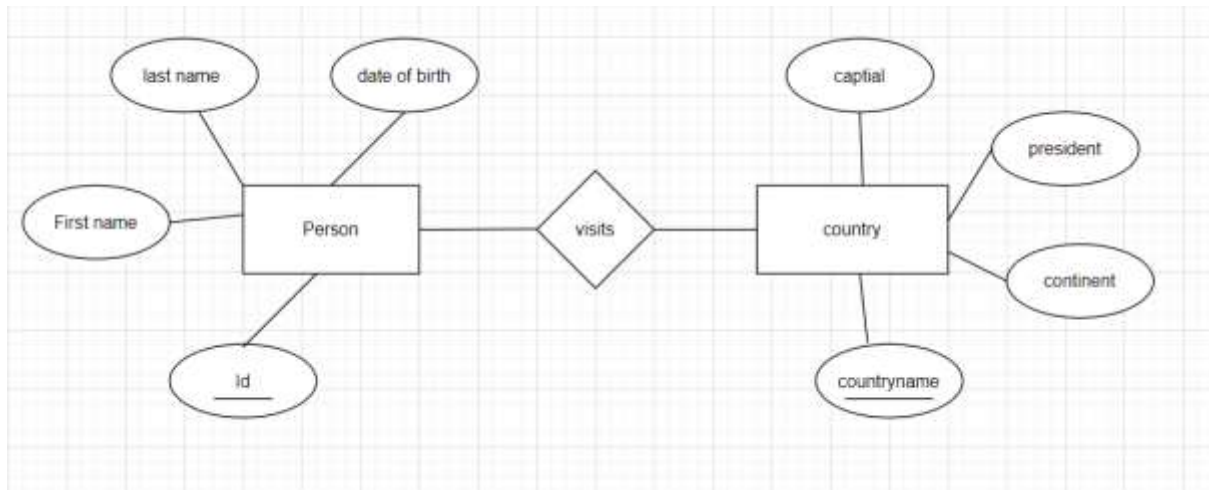 last name
date of birth
captial
president
First name
Person
visits
country
continent
Id
countryname